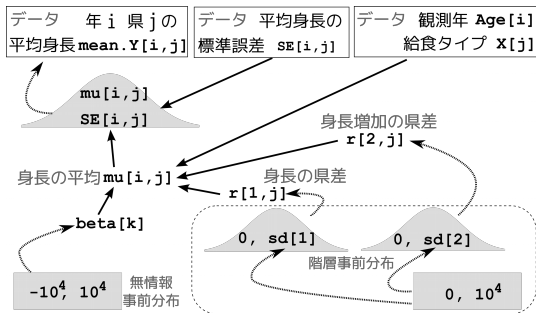 データ 年 i 県 j の
平均身長 mean.Y[i,j]
データ 平均身長の
標準誤差 SE[i,j]
データ 観測年 Age[i]
給食タイプ X[j]
mu[i,j]
SE[i,j]
身長増加の県差
r[2,j]
身長の平均 mu[i,j]
身長の県差
r[1,j]
beta[k]
0, sd[1]
0, sd[2]
階層事前分布
-10⁴, 10⁴
無情報
事前分布
0, 10⁴